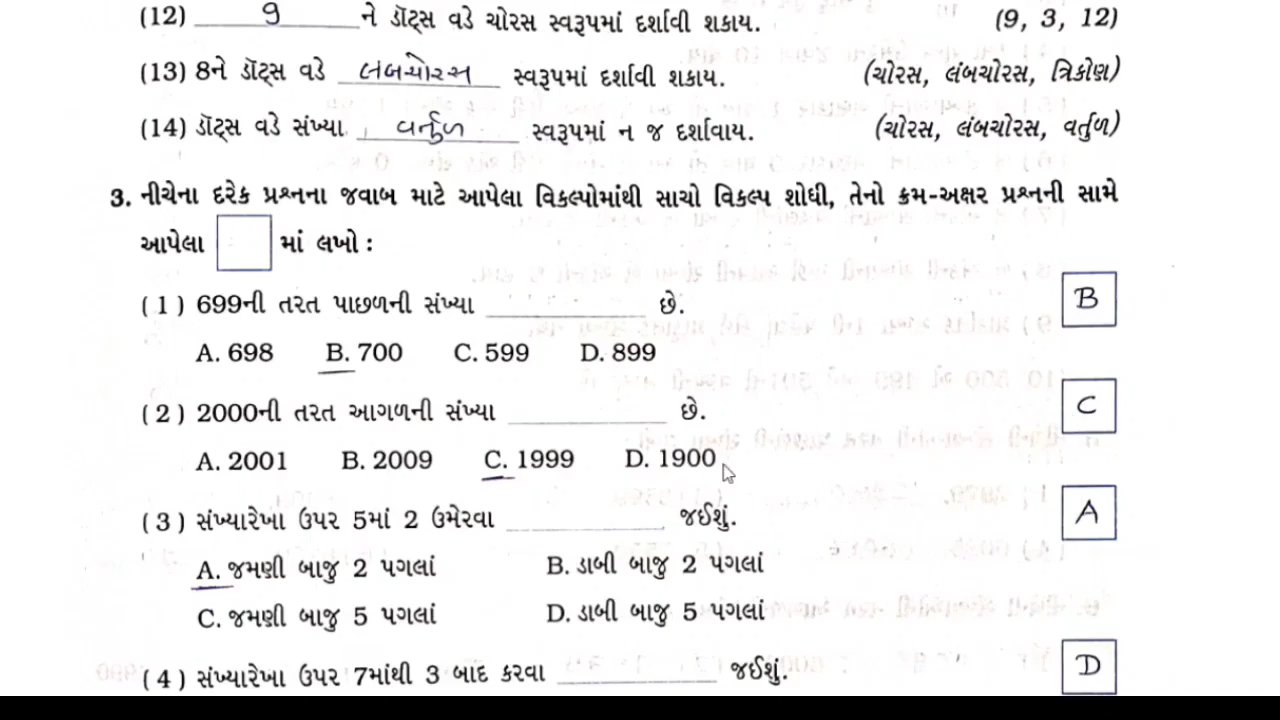 (12) 9 ને ડૉટ્સ વડે ચોરસ સ્વરૂપમાં દર્શાવી શકાય. (9, 3, 12)
(13) 8ને ડૉટ્સ વડે લંબચોરસ સ્વરૂપમાં દર્શાવી શકાય. (ચોરસ, લંબચોરસ, ત્રિકોણ)
(14) ડૉટ્સ વડે સંખ્યા વર્તુળ સ્વરૂપમાં ન જ દર્શાવાય. (ચોરસ, લંબચોરસ, વર્તુળ)
3. નીચેના દરેક પ્રશ્નના જવાબ માટે આપેલા વિકલ્પોમાંથી સાચો વિકલ્પ શોધી, તેનો ક્રમ-અક્ષર પ્રશ્નની સામે
આપેલા માં લખો :
(1) 699ની તરત પાછળની સંખ્યા ____________ છે. B
A. 698 B. 700 C. 599 D. 899
(2) 2000ની તરત આગળની સંખ્યા ____________ છે. C
A. 2001 B. 2009 C. 1999 D. 1900
(3) સંખ્યારેખા ઉપર 5માં 2 ઉમેરવા ____________ જઈશું. A
A. જમણી બાજુ 2 પગલાં B. ડાબી બાજુ 2 પગલાં
C. જમણી બાજુ 5 પગલાં D. ડાબી બાજુ 5 પગલાં
(4) સંખ્યારેખા ઉપર 7માંથી 3 બાદ કરવા ____________ જઈશું. D